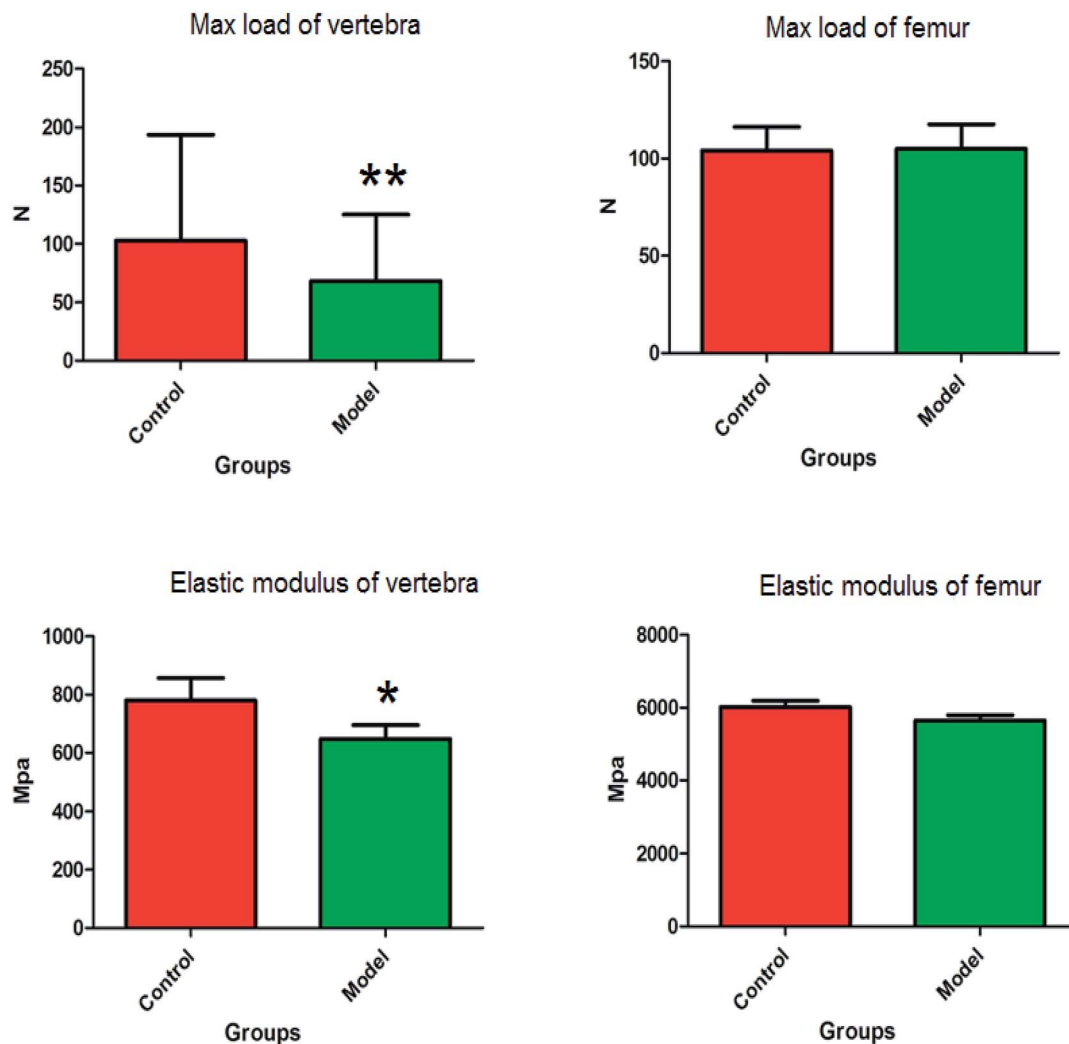 Max load of vertebra
250
200
150
100
50
0
N
**
Control
Model
Groups
Max load of femur
150
100
50
0
N
Control
Model
Groups
Elastic modulus of vertebra
1000
800
600
400
200
0
Mpa
*
Control
Model
Groups
Elastic modulus of femur
8000
6000
4000
2000
0
Mpa
Control
Model
Groups